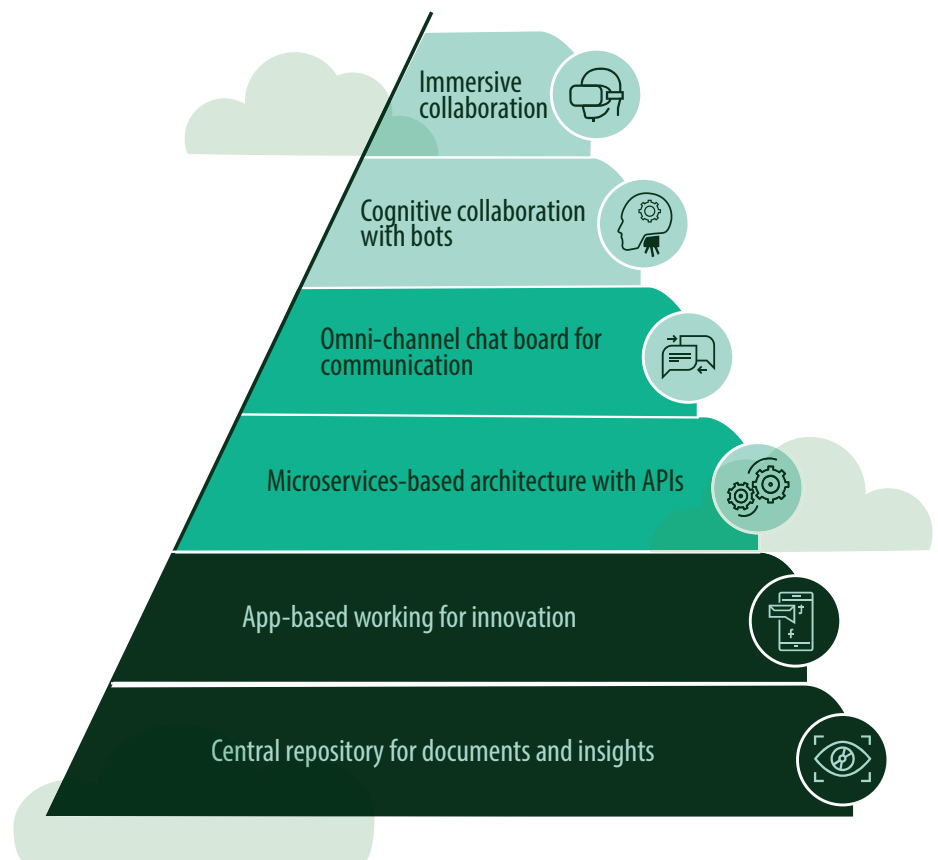 Immersive
collaboration
Cognitive collaboration
with bots
Omni-channel chat board for
communication
Microservices-based architecture with APIs
App-based working for innovation
Central repository for documents and insights